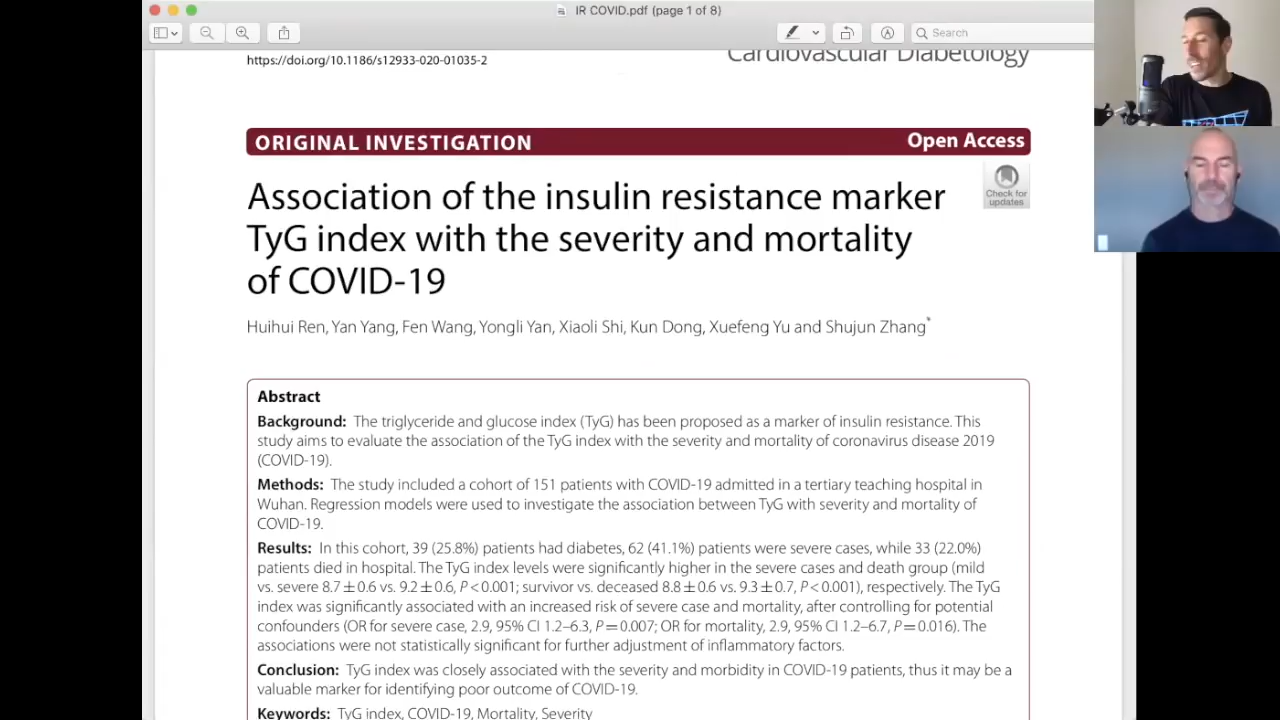 IR COVID.pdf (page 1 of 8)
Search
https://doi.org/10.1186/s12933-020-01035-2
Cardiovascular Diabetology
ORIGINAL INVESTIGATION
Open Access
Association of the insulin resistance marker
TyG index with the severity and mortality
of COVID-19
Check for
updates
Huihui Ren, Yan Yang, Fen Wang, Yongli Yan, Xiaoli Shi, Kun Dong, Xuefeng Yu and Shujun Zhang*
Abstract
Background: The triglyceride and glucose index (TyG) has been proposed as a marker of insulin resistance. This
study aims to evaluate the association of the TyG index with the severity and mortality of coronavirus disease 2019
(COVID-19).
Methods: The study included a cohort of 151 patients with COVID-19 admitted in a tertiary teaching hospital in
Wuhan. Regression models were used to investigate the association between TyG with severity and mortality of
COVID-19.
Results: In this cohort, 39 (25.8%) patients had diabetes, 62 (41.1%) patients were severe cases, while 33 (22.0%)
patients died in hospital. The TyG index levels were significantly higher in the severe cases and death group (mild
vs. severe 8.7 ± 0.6 vs. 9.2 ± 0.6, P < 0.001; survivor vs. deceased 8.8 ± 0.6 vs. 9.3 ± 0.7, P < 0.001), respectively. The TyG
index was significantly associated with an increased risk of severe case and mortality, after controlling for potential
confounders (OR for severe case, 2.9, 95% CI 1.2–6.3, P = 0.007; OR for mortality, 2.9, 95% CI 1.2–6.7, P = 0.016). The
associations were not statistically significant for further adjustment of inflammatory factors.
Conclusion: TyG index was closely associated with the severity and morbidity in COVID-19 patients, thus it may be a
valuable marker for identifying poor outcome of COVID-19.
Keywords: TyG index, COVID-19, Mortality, Severity